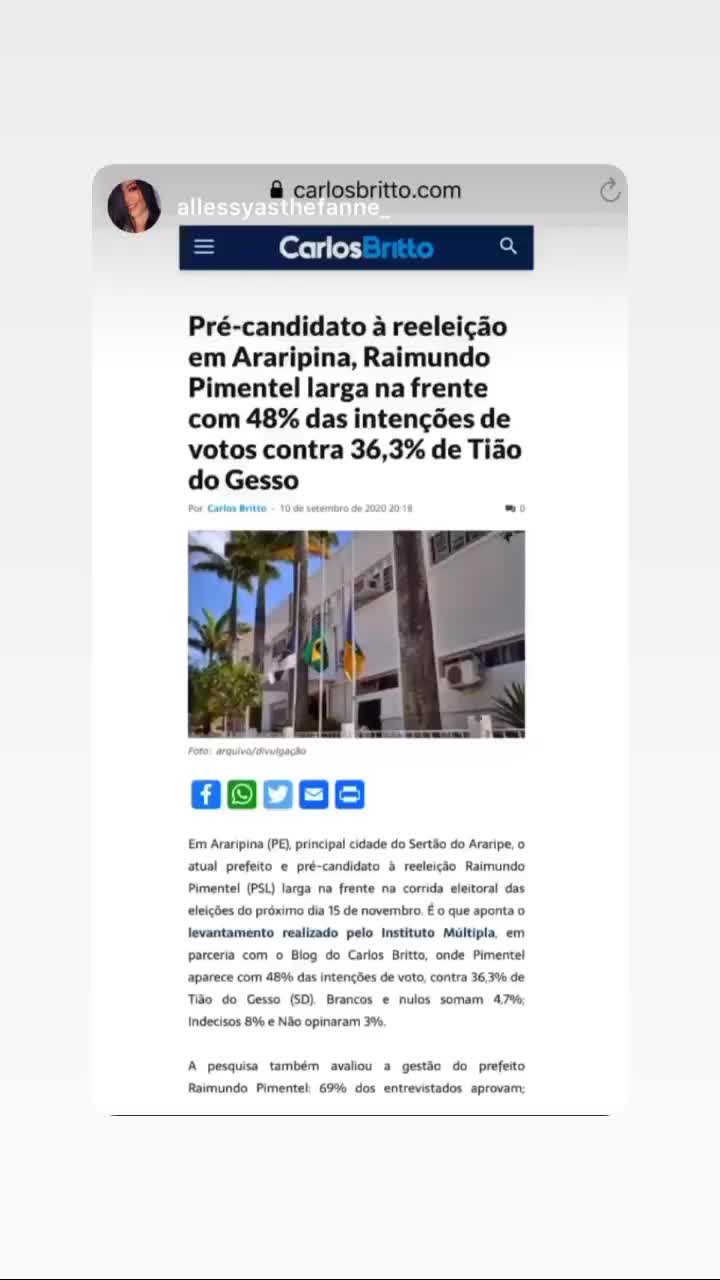 carlosbritto.com
allessyasthefanne_
CarlosBritto
Pré-candidato à reeleição
em Araripina, Raimundo
Pimentel larga na frente
com 48% das intenções de
votos contra 36,3% de Tião
do Gesso
Por Carlos Britto - 10 de setembro de 2020 20:18 0
Foto: arquivo/divulgação
Em Araripina (PE), principal cidade do Sertão do Araripe, o
atual prefeito e pré-candidato à reeleição Raimundo
Pimentel (PSL) larga na frente na corrida eleitoral das
eleições do próximo dia 15 de novembro. É o que aponta o
levantamento realizado pelo Instituto Múltipla, em
parceria com o Blog do Carlos Britto, onde Pimentel
aparece com 48% das intenções de voto, contra 36,3% de
Tião do Gesso (SD). Brancos e nulos somam 4,7%;
Indecisos 8% e Não opinaram 3%.
A pesquisa também avaliou a gestão do prefeito
Raimundo Pimentel: 69% dos entrevistados aprovam;